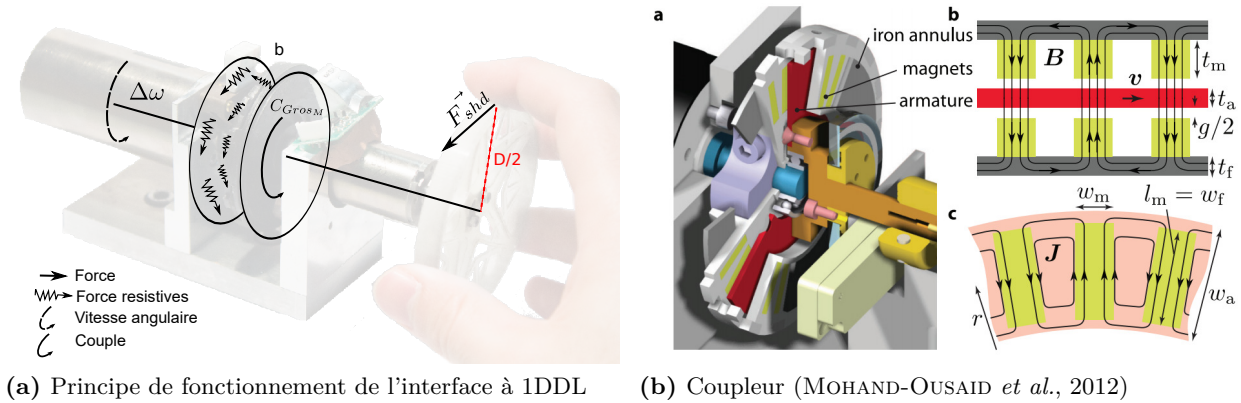 b
Δω
C_{Gros_M}
F_{shd}
D/2
Force
Force resistives
Vitesse angulaire
Couple
(a) Principe de fonctionnement de l'interface à 1DDL
a
iron annulus
magnets
armature
b
B
t_m
v
t_a
g/2
t_f
c
w_m
l_m = w_f
J
w_a
r
(b) Coupleur (MOHAND-OUSAID et al., 2012)